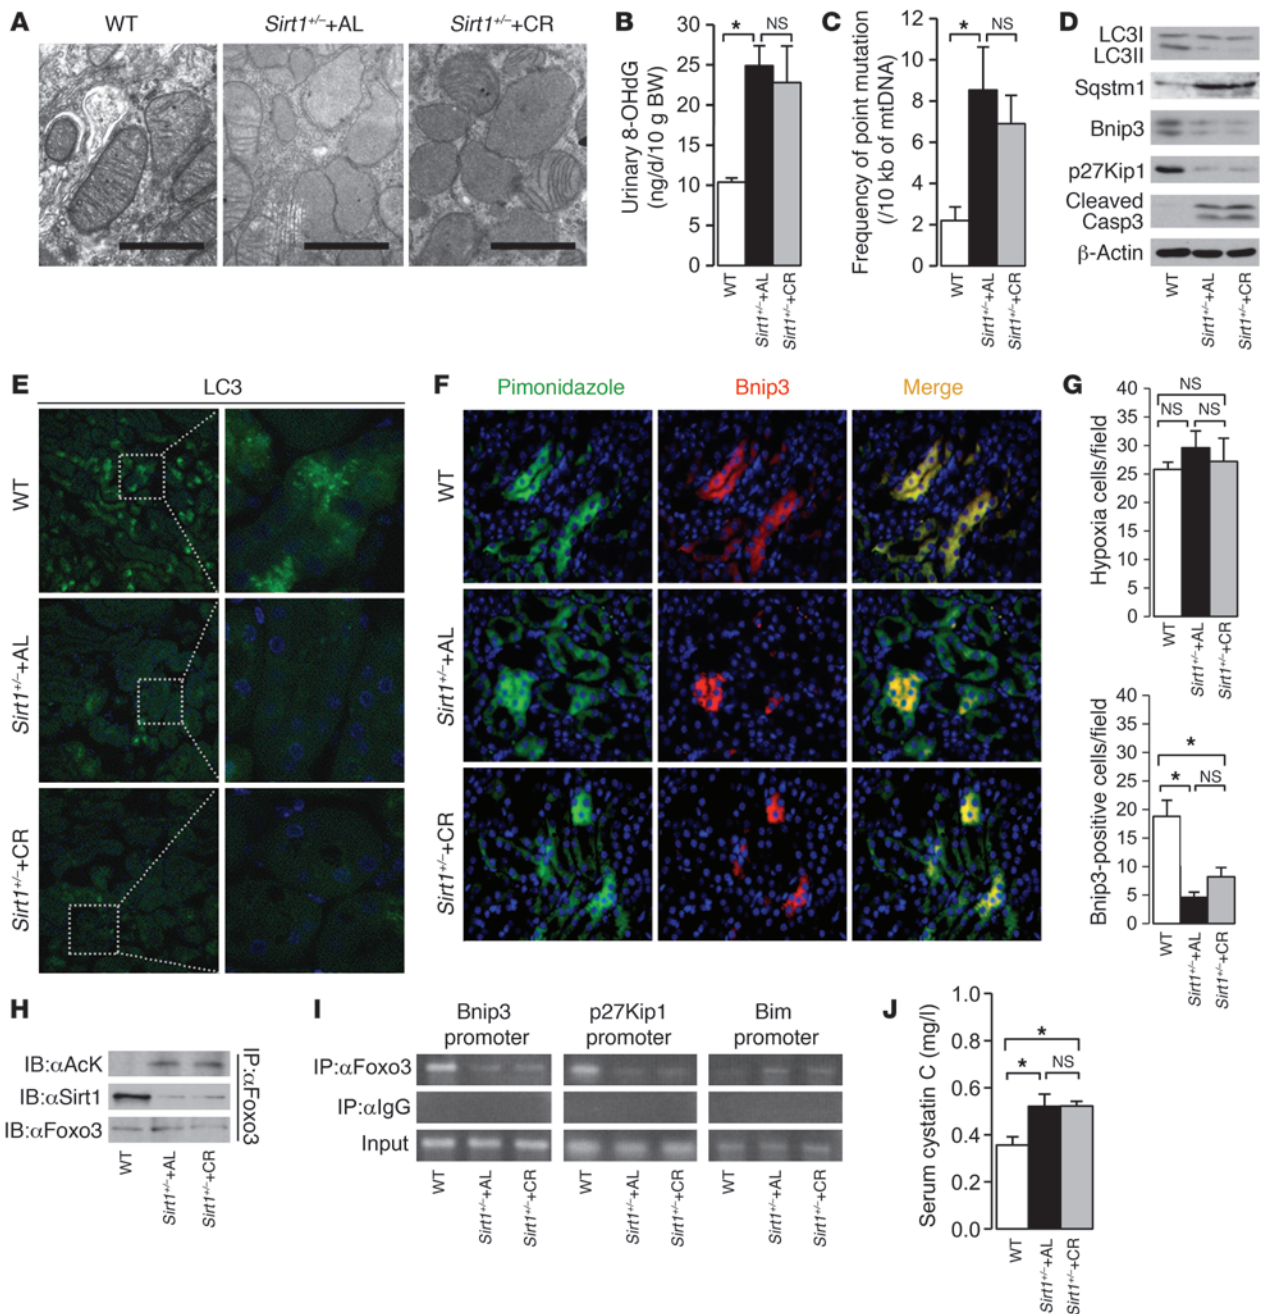 A
WT
Sirt1+/–+AL
Sirt1+/–+CR
B
Urinary 8-OHdG
(ng/d/10 g BW)
30
25
20
15
10
5
0
*
NS
WT
Sirt1+/–+AL
Sirt1+/–+CR
C
Frequency of point mutation
(/10 kb of mtDNA)
12
10
8
6
4
2
0
*
NS
WT
Sirt1+/–+AL
Sirt1+/–+CR
D
LC3I
LC3II
Sqstm1
Bnip3
p27Kip1
Cleaved
Casp3
β-Actin
WT
Sirt1+/–+AL
Sirt1+/–+CR
E
LC3
WT
Sirt1+/–+AL
Sirt1+/–+CR
F
Pimonidazole
Bnip3
Merge
WT
Sirt1+/–+AL
Sirt1+/–+CR
G
Hypoxia cells/field
40
35
30
25
20
15
10
5
0
NS
NS
NS
WT
Sirt1+/–+AL
Sirt1+/–+CR
Bnip3-positive cells/field
40
35
30
25
20
15
10
5
0
*
*
NS
WT
Sirt1+/–+AL
Sirt1+/–+CR
H
IB:αAcK
IB:αSirt1
IB:αFoxo3
IP:αFoxo3
WT
Sirt1+/–+AL
Sirt1+/–+CR
I
Bnip3
promoter
p27Kip1
promoter
Bim
promoter
IP:αFoxo3
IP:αIgG
Input
WT
Sirt1+/–+AL
Sirt1+/–+CR
WT
Sirt1+/–+AL
Sirt1+/–+CR
WT
Sirt1+/–+AL
Sirt1+/–+CR
J
Serum cystatin C (mg/l)
1.0
0.8
0.6
0.4
0.2
0.0
*
*
NS
WT
Sirt1+/–+AL
Sirt1+/–+CR